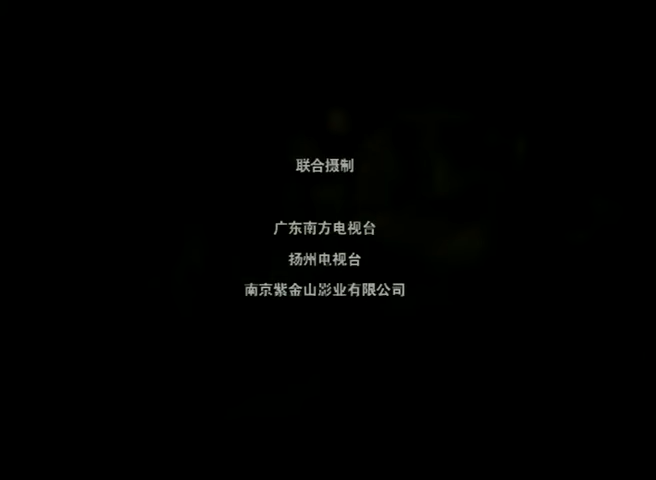 联合摄制
广东南方电视台
扬州电视台
南京紫金山影业有限公司